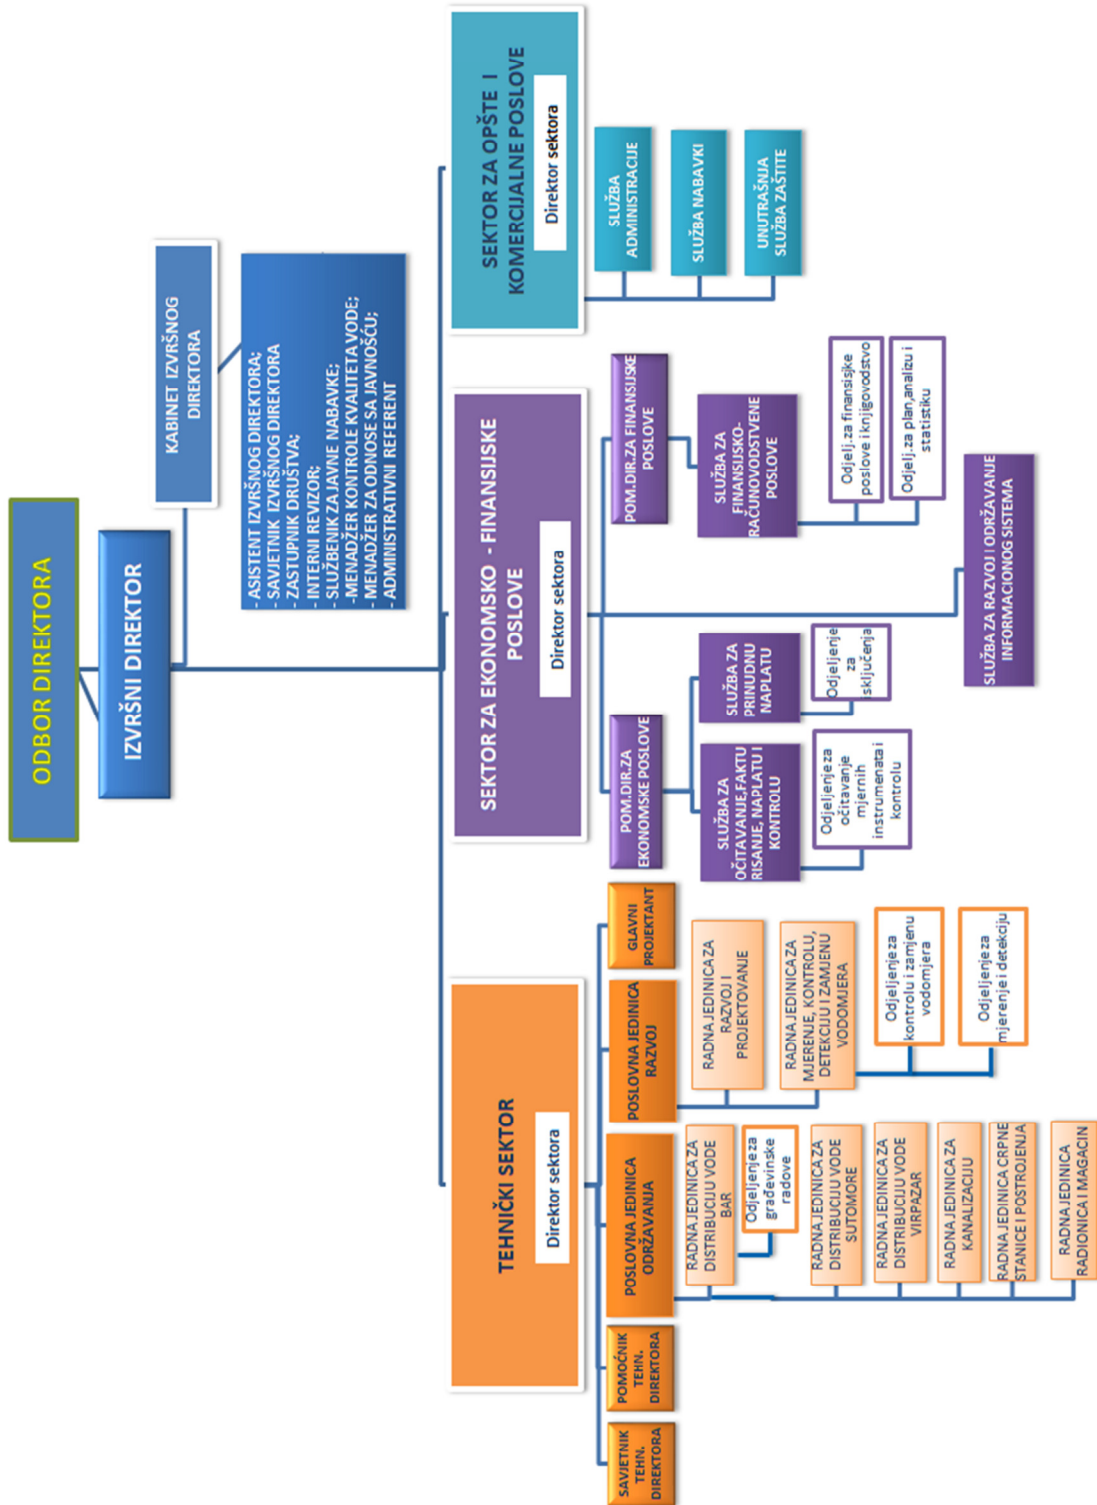 ODBOR DIREKTORA
IZVRŠNI DIREKTOR
KABINET IZVRŠNOG
DIREKTORA
- ASISTENT IZVRŠNOG DIREKTORA;
- SAVJETNIK IZVRŠNOG DIREKTORA
- ZASTUPNIK DRUŠTVA;
- INTERNI REVIZOR;
- SLUŽBENIK ZA JAVNE NABAVKE;
-MENADŽER KONTROLE KVALITETA VODE;
- MENADŽER ZA ODNOSE SA JAVNOŠĆU;
- ADMINISTRATIVNI REFERENT
TEHNIČKI SEKTOR
Direktor sektora
SAVJETNIK
TEHN.
DIREKTORA
POMOĆNIK
TEHN.
DIREKTORA
POSLOVNA JEDINICA
ODRŽAVANJA
RADNA JEDINICA ZA
DISTRIBUCIJU VODE
BAR
Odjeljenje za
građevinske
radove
RADNA JEDINICA ZA
DISTRIBUCIJU VODE
SUTOMORE
RADNA JEDINICA ZA
DISTRIBUCIJU VODE
VIRPAZAR
RADNA JEDINICA ZA
KANALIZACIJU
RADNA JEDINICA CRPNE
STANICE I POSTROJENJA
RADNA JEDINICA
RADIONICA I MAGACIN
POSLOVNA JEDINICA
RAZVOJ
RADNA JEDINICA ZA
RAZVOJ I
PROJEKTOVANJE
RADNA JEDINICA ZA
MJERENJE, KONTROLU,
DETEKCIJU I ZAMJENU
VODOMJERA
Odjeljenje za
kontrolu i zamjenu
vodomjera
Odjeljenje za
mjerenje i detekciju
GLAVNI
PROJEKTANT
SEKTOR ZA EKONOMSKO - FINANSIJSKE
POSLOVE
Direktor sektora
POM.DIR.ZA
EKONOMSKE POSLOVE
SLUŽBA ZA
OČITAVANJE,FAKTU
RISANJE, NAPLATU I
KONTROLU
Odjeljenje za
očitavanje
mjernih
instrumenata i
kontrolu
SLUŽBA ZA
PRINUDNU
NAPLATU
Odjeljenje
za
isključenja
POM.DIR.ZA FINANSIJSKE
POSLOVE
SLUŽBA ZA
FINANSIJSKO-
RAČUNOVODSTVENE
POSLOVE
Odjelj.za finansisjke
poslove i knjigovodstvo
Odjelj.za plan,analizu i
statistiku
SLUŽBA ZA RAZVOJ I ODRŽAVANJE
INFORMACIONOG SISTEMA
SEKTOR ZA OPŠTE I
KOMERCIJALNE POSLOVE
Direktor sektora
SLUŽBA
ADMINISTRACIJE
SLUŽBA NABAVKI
UNUTRAŠNJA
SLUŽBA ZAŠTITE